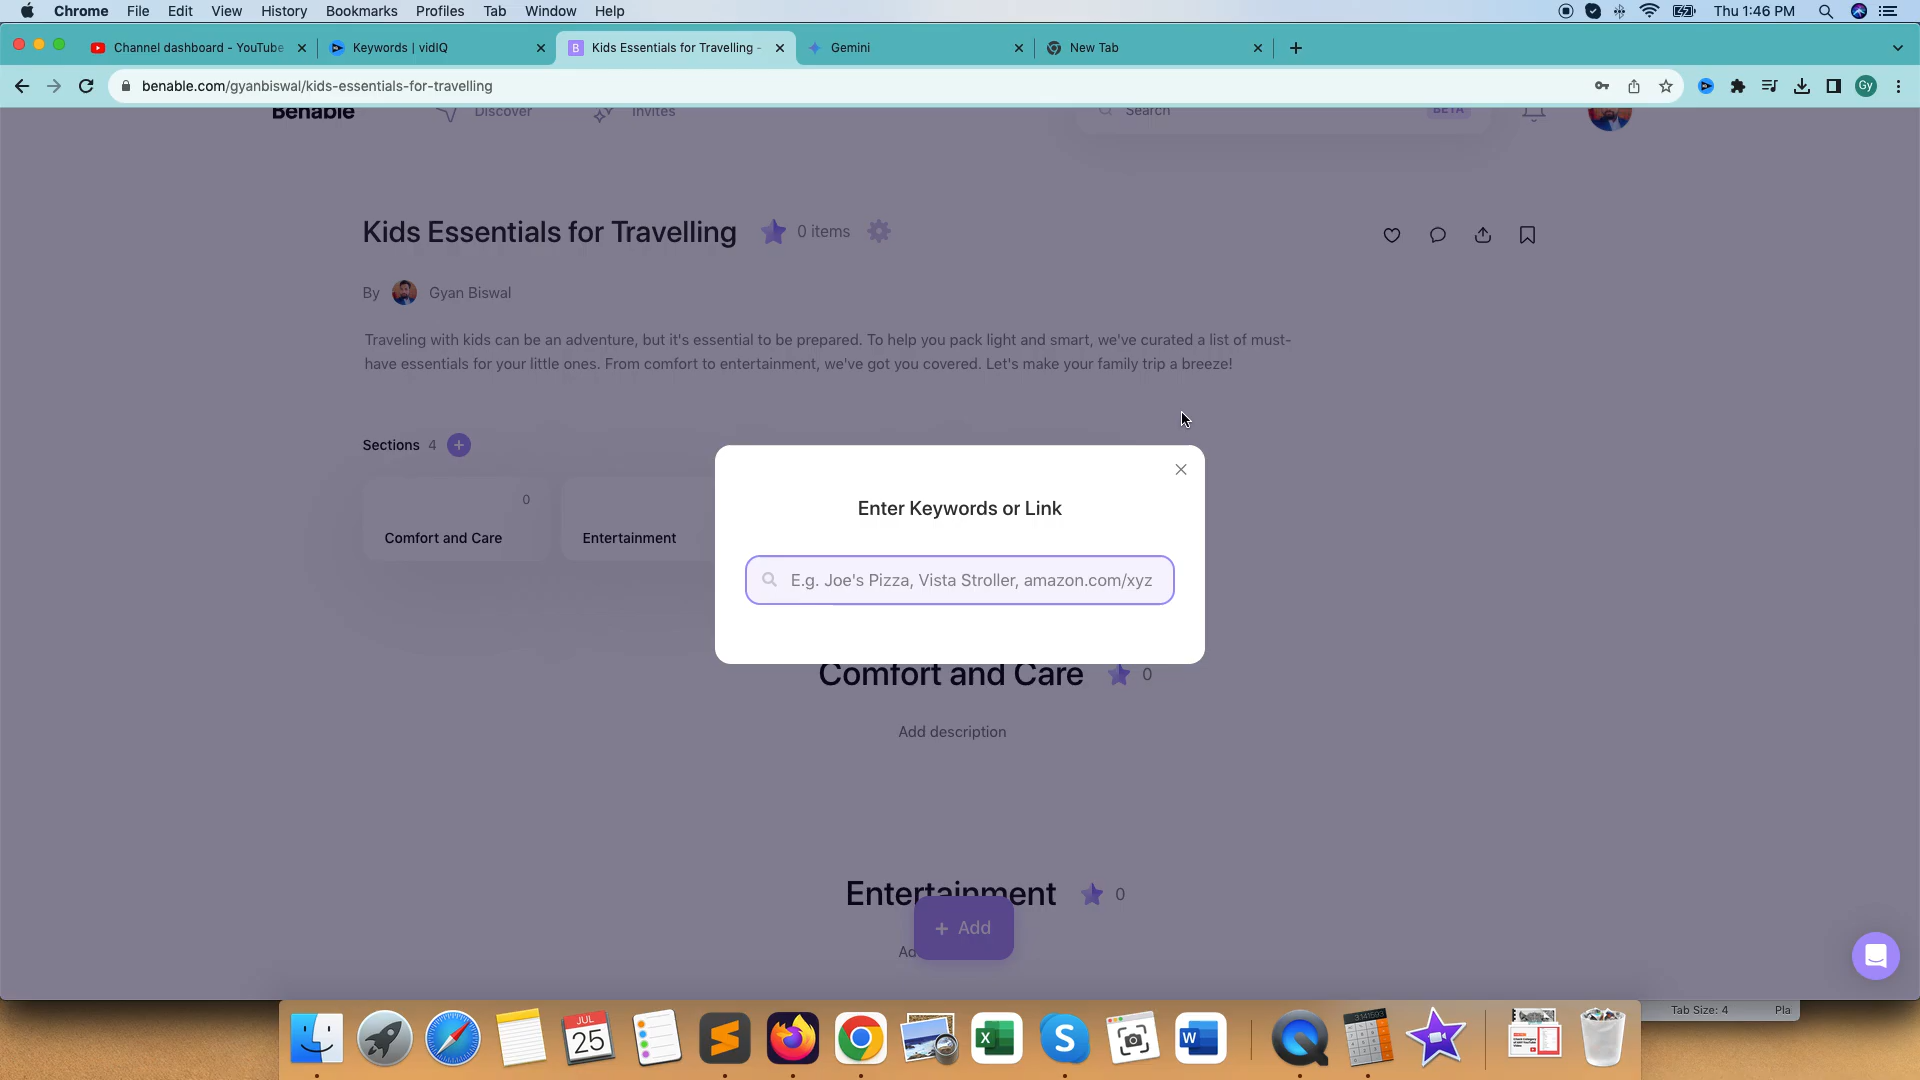 Chrome File Edit View History Bookmarks Profiles Tab Window Help Thu 1:46 PM
Channel dashboard - YouTube Keywords | vidIQ Kids Essentials for Travelling - Gemini New Tab
benable.com/gyanbiswal/kids-essentials-for-travelling Gy
Benable Discover Invites Search BETA
Kids Essentials for Travelling 0 items
By Gyan Biswal
Traveling with kids can be an adventure, but it's essential to be prepared. To help you pack light and smart, we've curated a list of must-
have essentials for your little ones. From comfort to entertainment, we've got you covered. Let's make your family trip a breeze!
Sections 4
0
Comfort and Care Entertainment
Enter Keywords or Link
E.g. Joe's Pizza, Vista Stroller, amazon.com/xyz
Comfort and Care 0
Add description
Entertainment 0
+ Add
Ad
Tab Size: 4 Pla
JUL
25